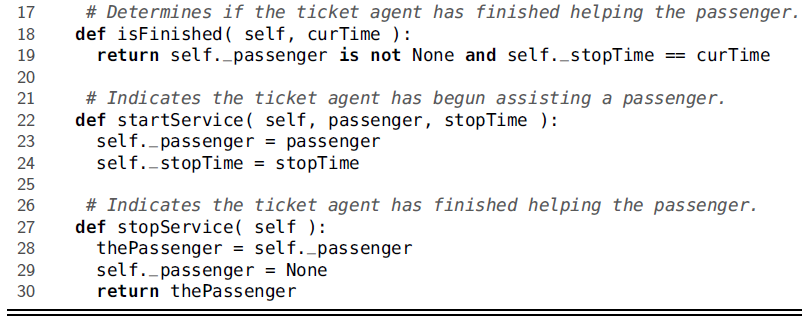 17 # Determines if the ticket agent has finished helping the passenger.
18 def isFinished( self, curTime ):
19 return self._passenger is not None and self._stopTime == curTime
20
21 # Indicates the ticket agent has begun assisting a passenger.
22 def startService( self, passenger, stopTime ):
23 self._passenger = passenger
24 self._stopTime = stopTime
25
26 # Indicates the ticket agent has finished helping the passenger.
27 def stopService( self ):
28 thePassenger = self._passenger
29 self._passenger = None
30 return thePassenger